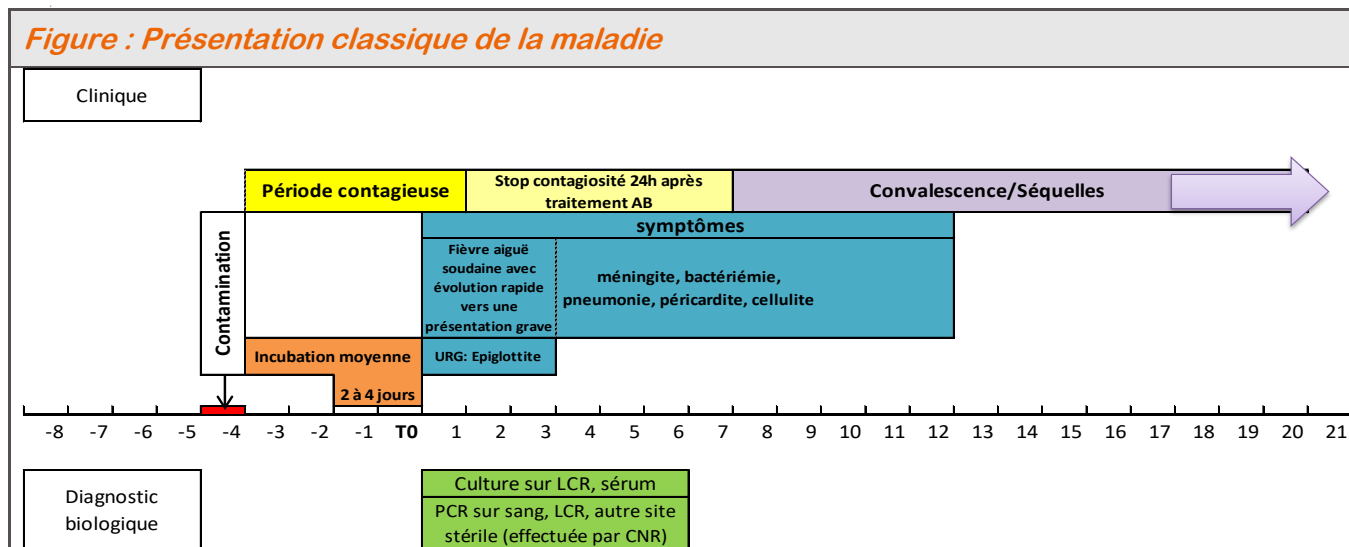 Figure : Présentation classique de la maladie
Clinique
Période contagieuse
Stop contagiosité 24h après
traitement AB
Convalescence/Séquelles
Contamination
symptômes
Fièvre aiguë
soudaine avec
évolution rapide
vers une
présentation grave
méningite, bactériémie,
pneumonie, péricardite, cellulite
Incubation moyenne
2 à 4 jours
URG: Epiglottite
-8 -7 -6 -5 -4 -3 -2 -1 T0 1 2 3 4 5 6 7 8 9 10 11 12 13 14 15 16 17 18 19 20 21
Diagnostic
biologique
Culture sur LCR, sérum
PCR sur sang, LCR, autre site
stérile (effectuée par CNR)